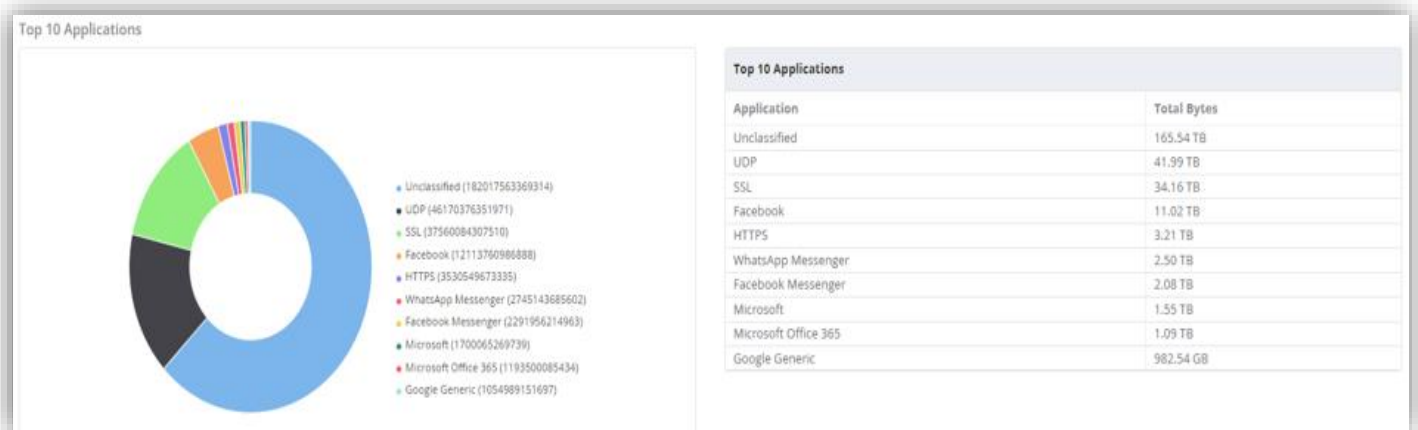 Top 10 Applications
Unclassified (182017563369314)
UDP (46170376351971)
SSL (37560084307510)
Facebook (12113760986888)
HTTPS (3530549673335)
WhatsApp Messenger (2745143685602)
Facebook Messenger (2291956214963)
Microsoft (1700065269739)
Microsoft Office 365 (1193500085434)
Google Generic (1054989151697)
Top 10 Applications
Application Total Bytes
Unclassified 165.54 TB
UDP 41.99 TB
SSL 34.16 TB
Facebook 11.02 TB
HTTPS 3.21 TB
WhatsApp Messenger 2.50 TB
Facebook Messenger 2.08 TB
Microsoft 1.55 TB
Microsoft Office 365 1.09 TB
Google Generic 982.54 GB